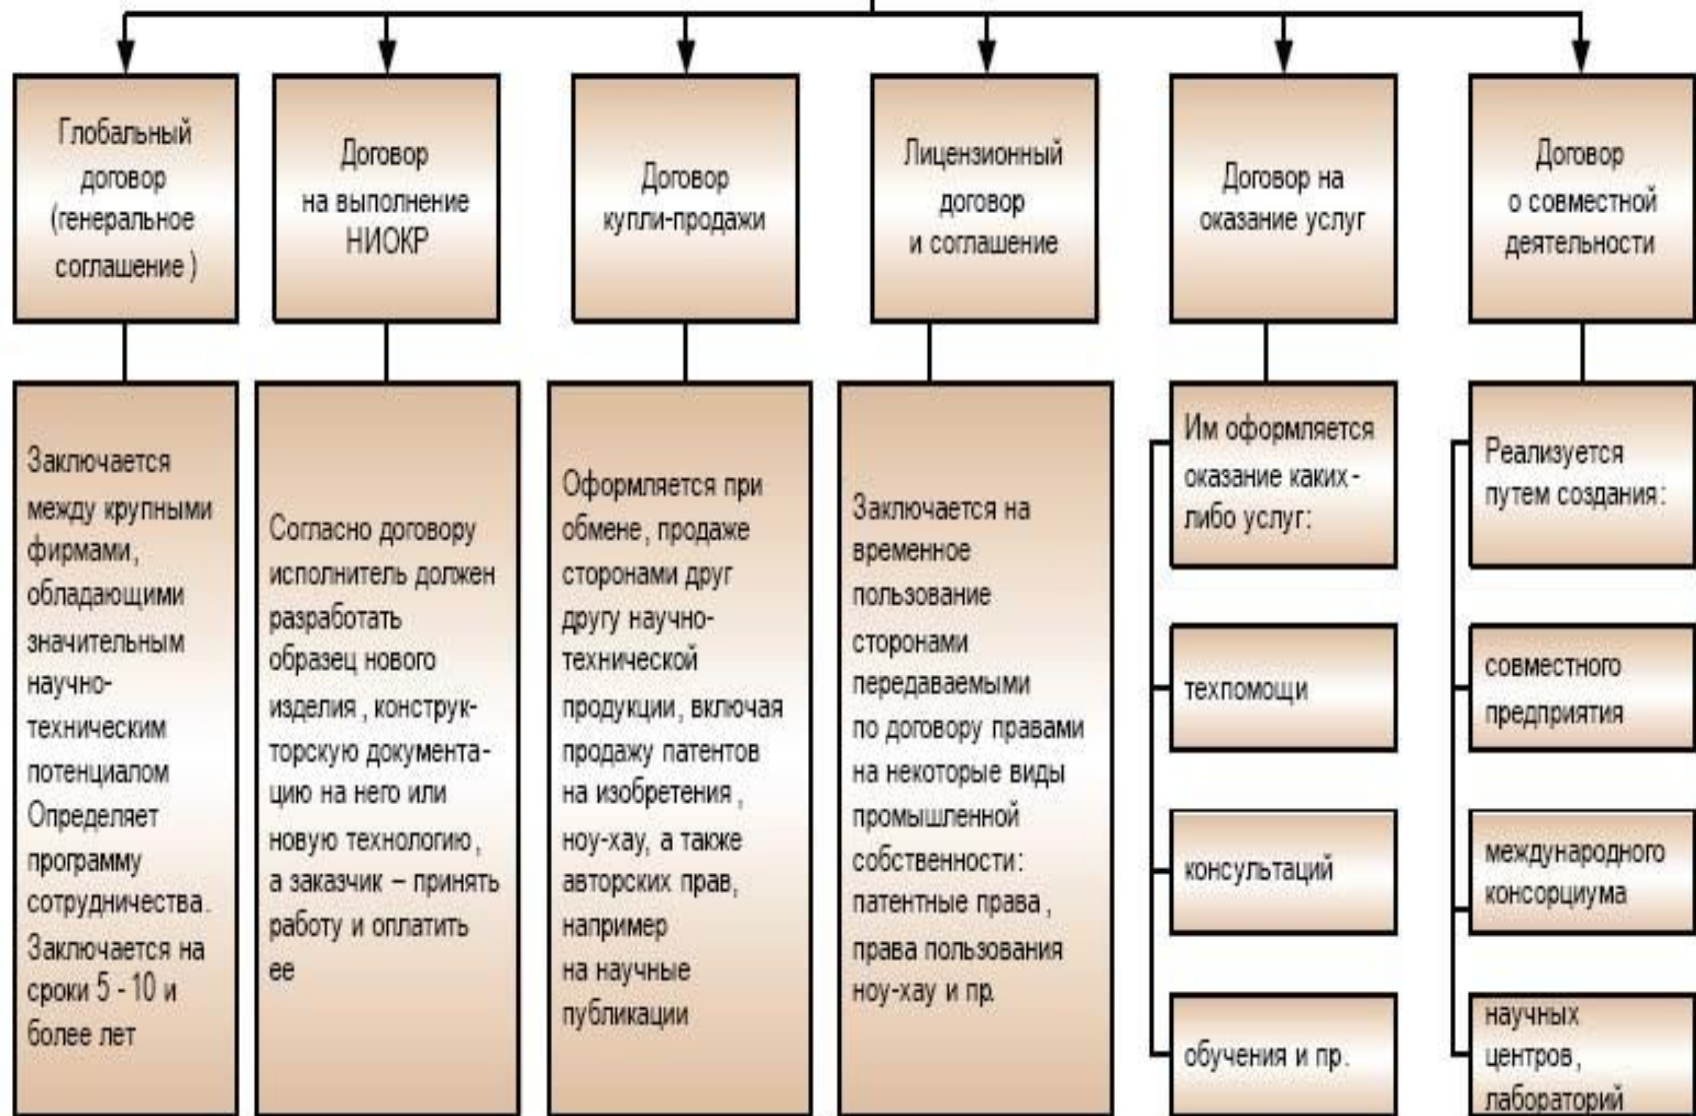 Глобальный
договор
(генеральное
соглашение )
Договор
на выполнение
НИОКР
Договор
купли-продажи
Лицензионный
договор
и соглашение
Договор на
оказание услуг
Договор
о совместной
деятельности
Заключается
между крупными
фирмами,
обладающими
значительным
научно-
техническим
потенциалом
Определяет
программу
сотрудничества.
Заключается на
сроки 5 - 10 и
более лет
Согласно договору
исполнитель должен
разработать
образец нового
изделия , конструк-
торскую документа-
цию на него или
новую технологию ,
а заказчик – принять
работу и оплатить
ее
Оформляется при
обмене, продаже
сторонами друг
другу научно-
технической
продукции, включая
продажу патентов
на изобретения ,
ноу-хау, а также
авторских прав,
например
на научные
публикации
Заключается на
временное
пользование
сторонами
передаваемыми
по договору правами
на некоторые виды
промышленной
собственности:
патентные права ,
права пользования
ноу-хау и пр.
Им оформляется
оказание каких -
либо услуг:
техпомощи
консультаций
обучения и пр.
Реализуется
путем создания:
совместного
предприятия
международного
консорциума
научных
центров ,
лабораторий